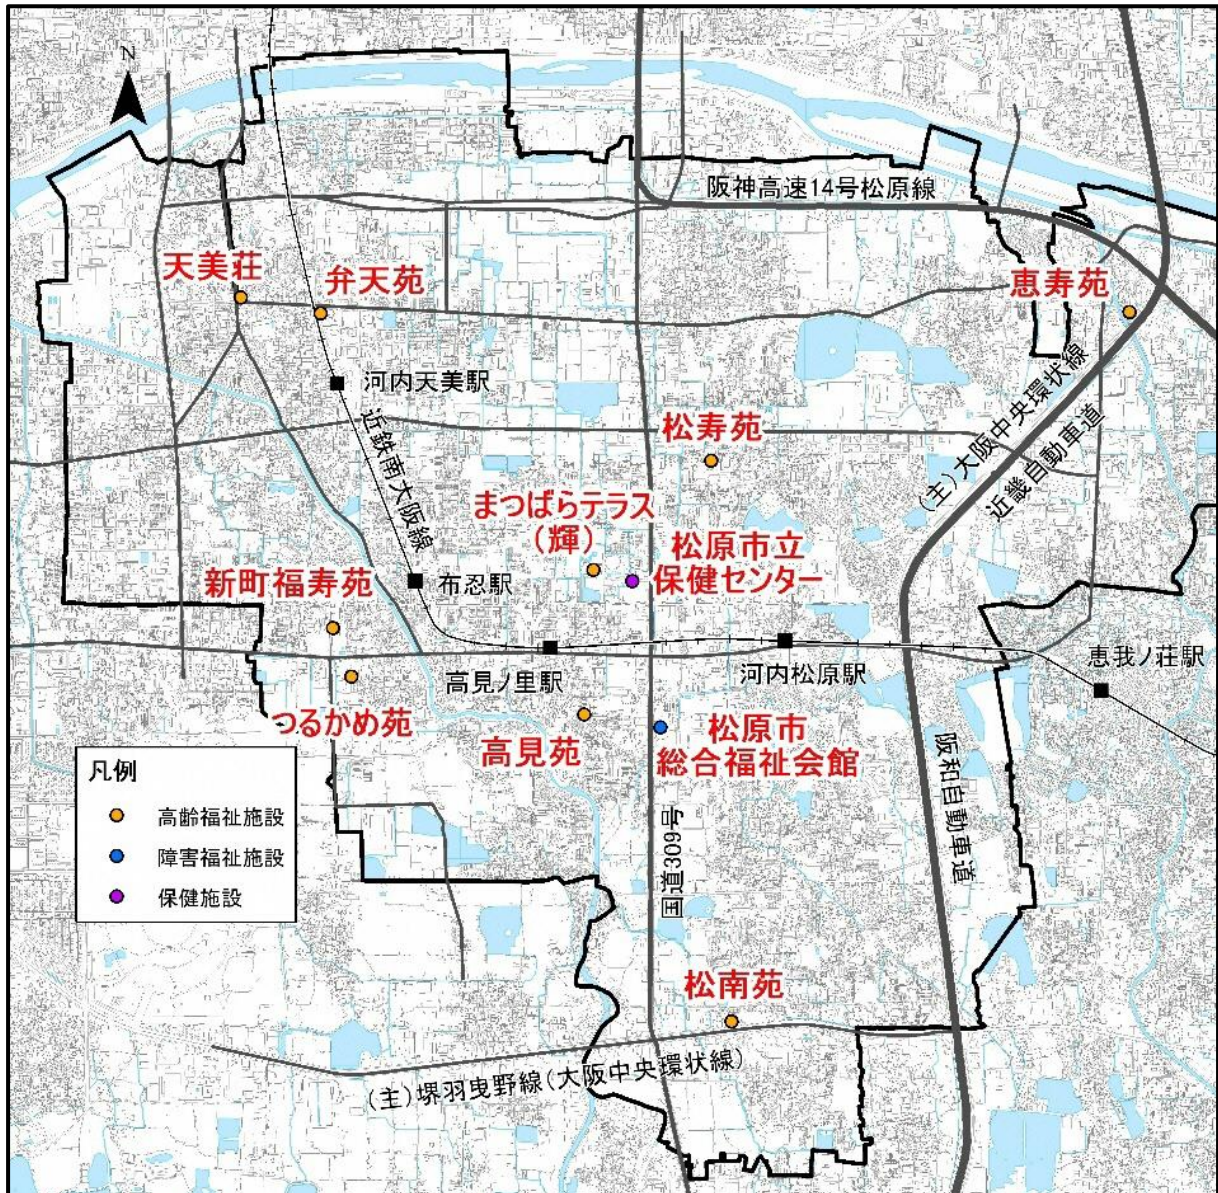 N
阪神高速14号松原線
天美荘
弁天苑
恵寿苑
河内天美駅
近鉄南大阪線
(主)大阪中央環状線
近畿自動車道
松寿苑
まつばらテラス
(輝)
松原市立
保健センター
新町福寿苑
布忍駅
高見ノ里駅
河内松原駅
恵我ノ荘駅
つるかめ苑
高見苑
松原市
総合福祉会館
阪和自動車道
国道309号
凡例
高齢福祉施設
障害福祉施設
保健施設
松南苑
(主)堺羽曳野線(大阪中央環状線)